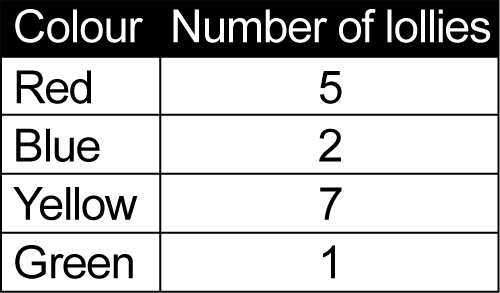 Colour Number of lollies
Red 5
Blue 2
Yellow 7
Green 1